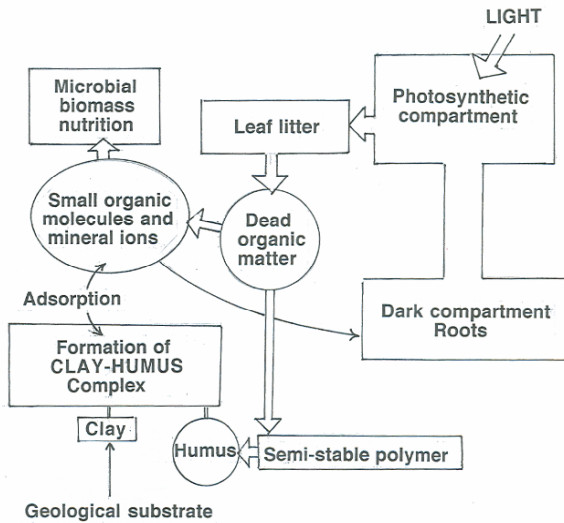 LIGHT
Microbial
biomass
nutrition
Leaf litter
Photosynthetic
compartment
Small organic
molecules and
mineral ions
Dead
organic
matter
Adsorption
Dark compartment
Roots
Formation of
CLAY-HUMUS
Complex
Clay
Humus
Semi-stable polymer
Geological substrate